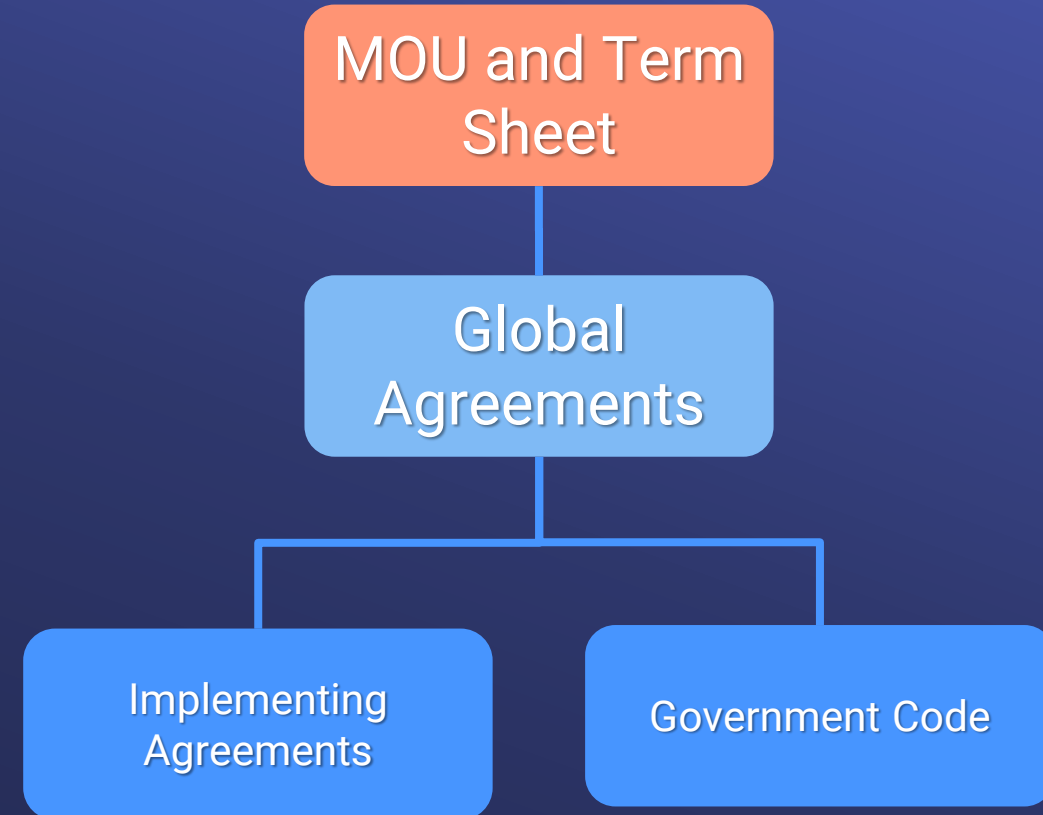 MOU and Term
Sheet
Global
Agreements
Implementing
Agreements
Government Code